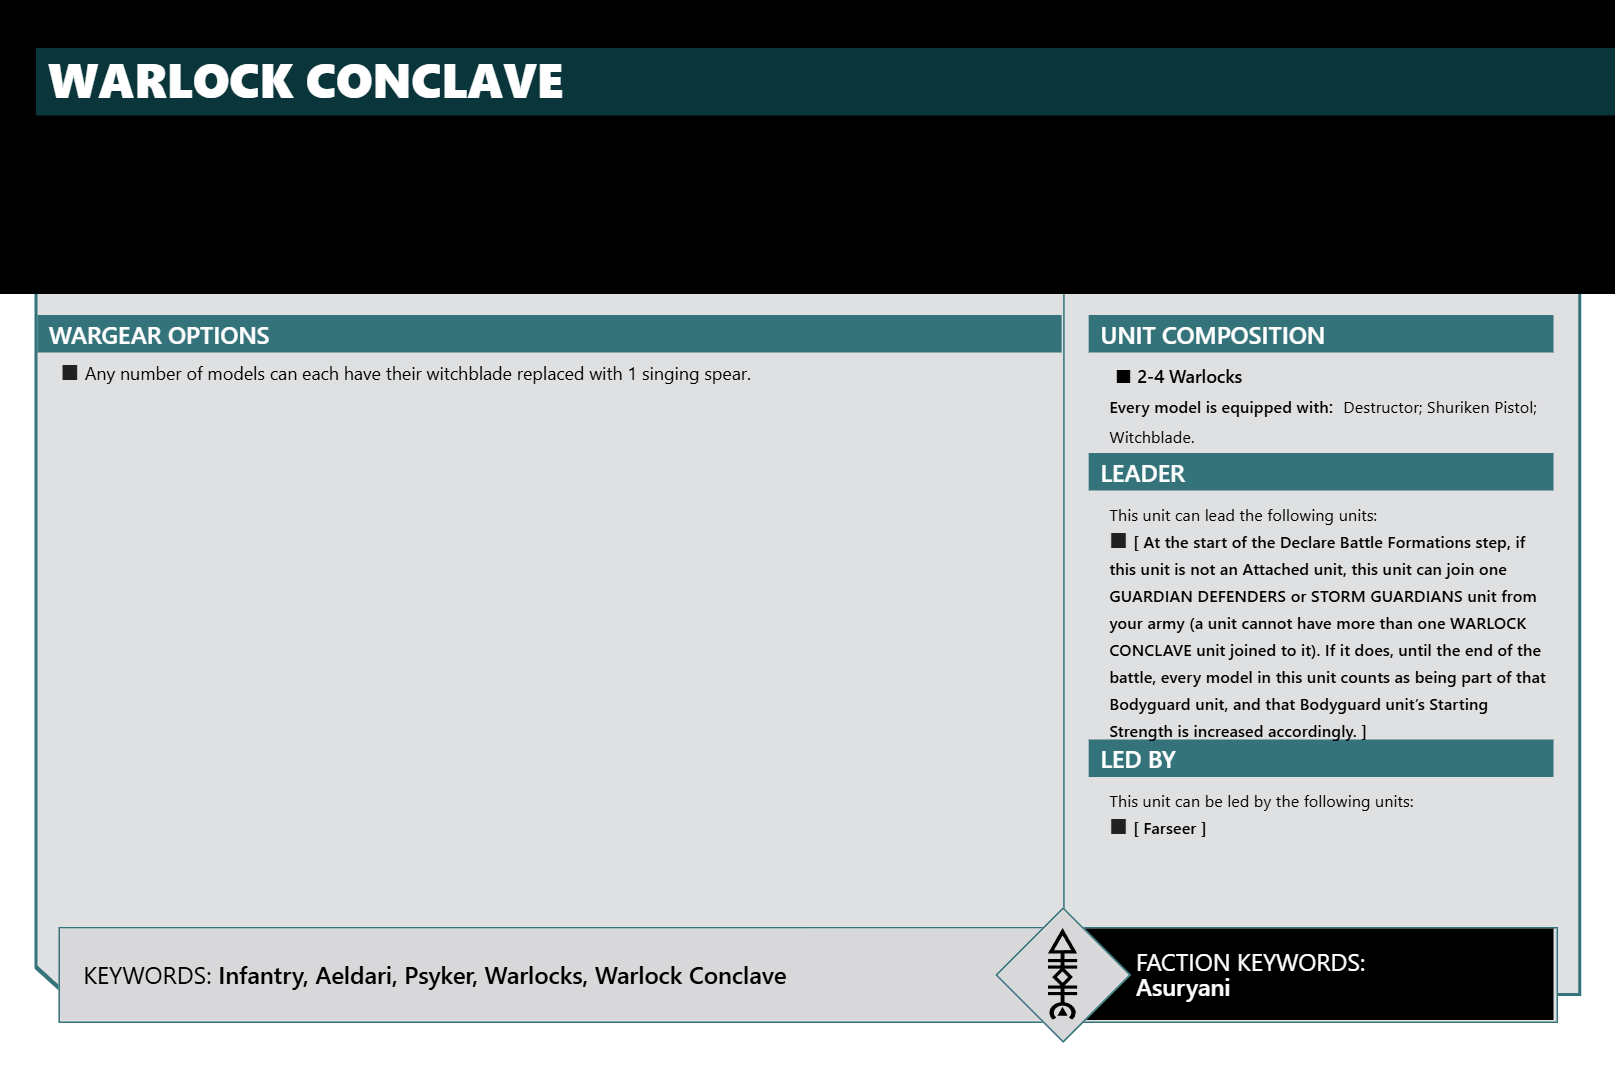 WARLOCK CONCLAVE
WARGEAR OPTIONS
■ Any number of models can each have their witchblade replaced with 1 singing spear.
UNIT COMPOSITION
■ 2-4 Warlocks
Every model is equipped with: Destructor; Shuriken Pistol;
Witchblade.
LEADER
This unit can lead the following units:
■ [ At the start of the Declare Battle Formations step, if
this unit is not an Attached unit, this unit can join one
GUARDIAN DEFENDERS or STORM GUARDIANS unit from
your army (a unit cannot have more than one WARLOCK
CONCLAVE unit joined to it). If it does, until the end of the
battle, every model in this unit counts as being part of that
Bodyguard unit, and that Bodyguard unit's Starting
Strength is increased accordingly. ]
LED BY
This unit can be led by the following units:
■ [ Farseer ]
KEYWORDS: Infantry, Aeldari, Psyker, Warlocks, Warlock Conclave
FACTION KEYWORDS:
Asuryani